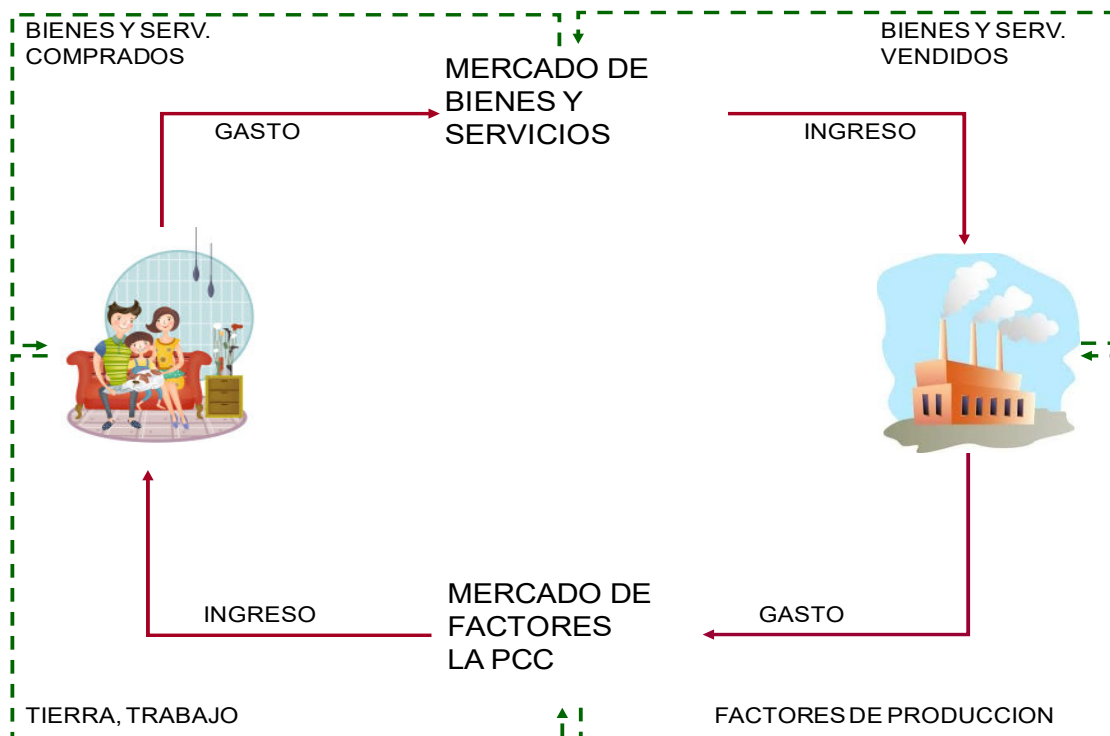 BIENES Y SERV.
COMPRADOS
BIENES Y SERV.
VENDIDOS
MERCADO DE
BIENES Y
SERVICIOS
GASTO
INGRESO
INGRESO
MERCADO DE
FACTORES
LA PCC
GASTO
TIERRA, TRABAJO
FACTORES DE PRODUCCION